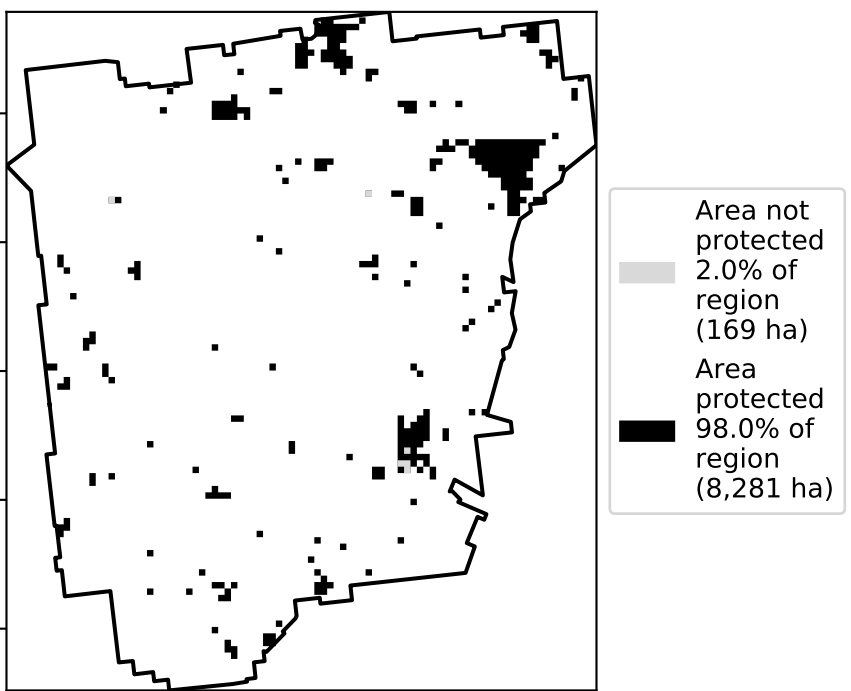 Area not
protected
2.0% of
region
(169 ha)
Area
protected
98.0% of
region
(8,281 ha)